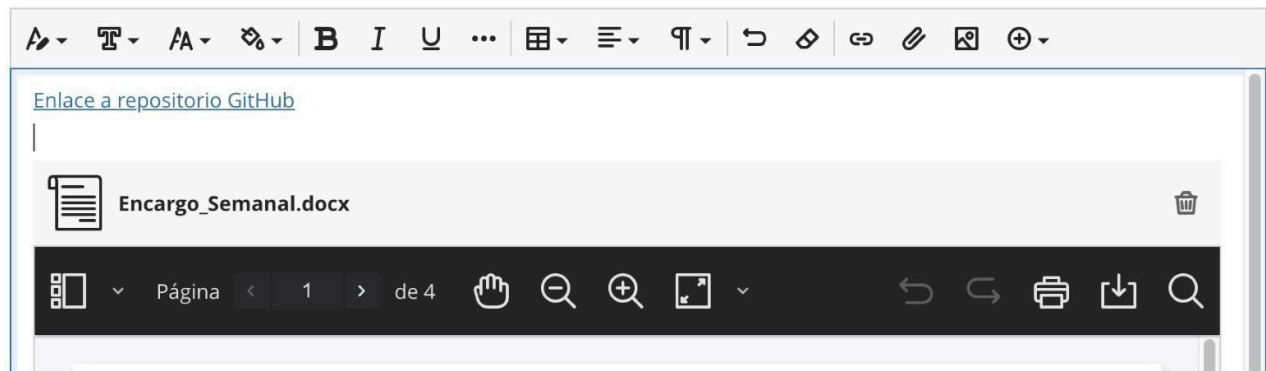 Enlace a repositorio GitHub
Encargo_Semanal.docx
Página 1 de 4